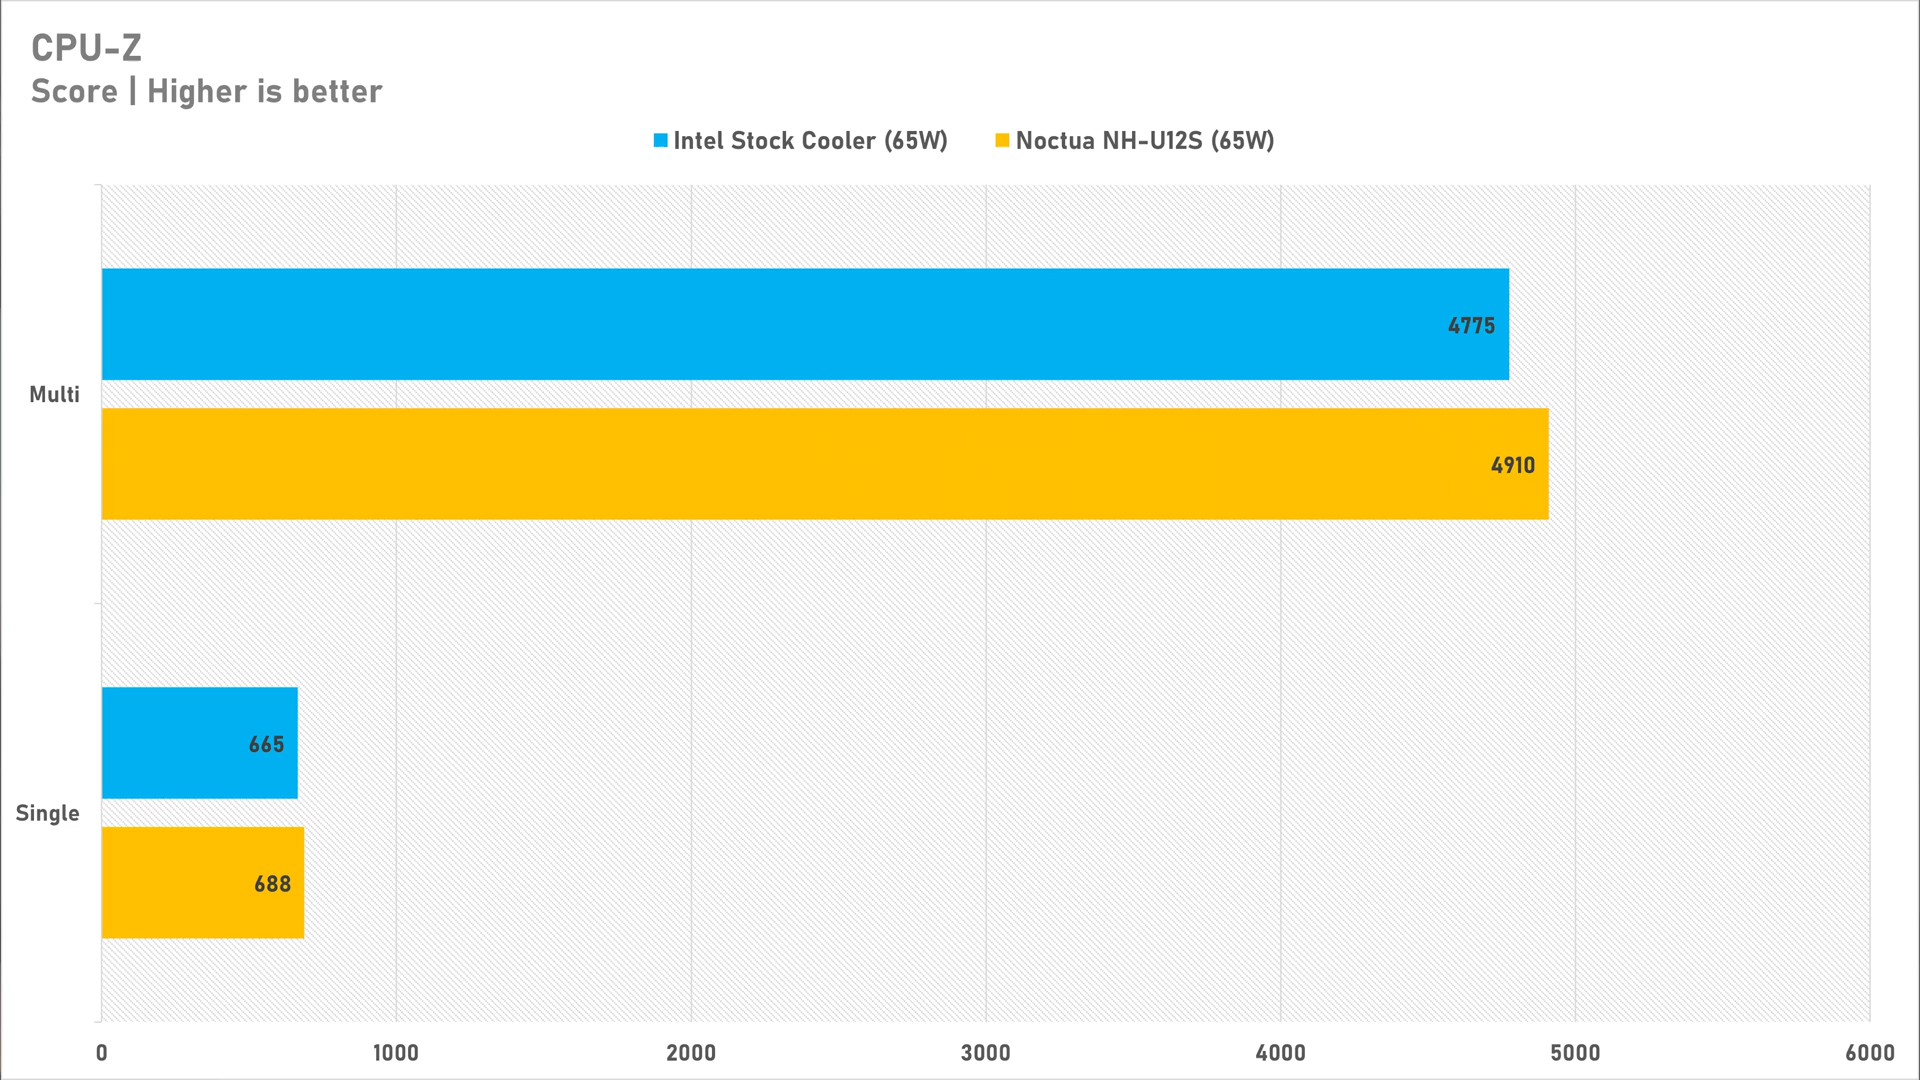 CPU-Z
Score | Higher is better
Intel Stock Cooler (65W) Noctua NH-U12S (65W)
4775
Multi
4910
665
Single
688
0 1000 2000 3000 4000 5000 6000